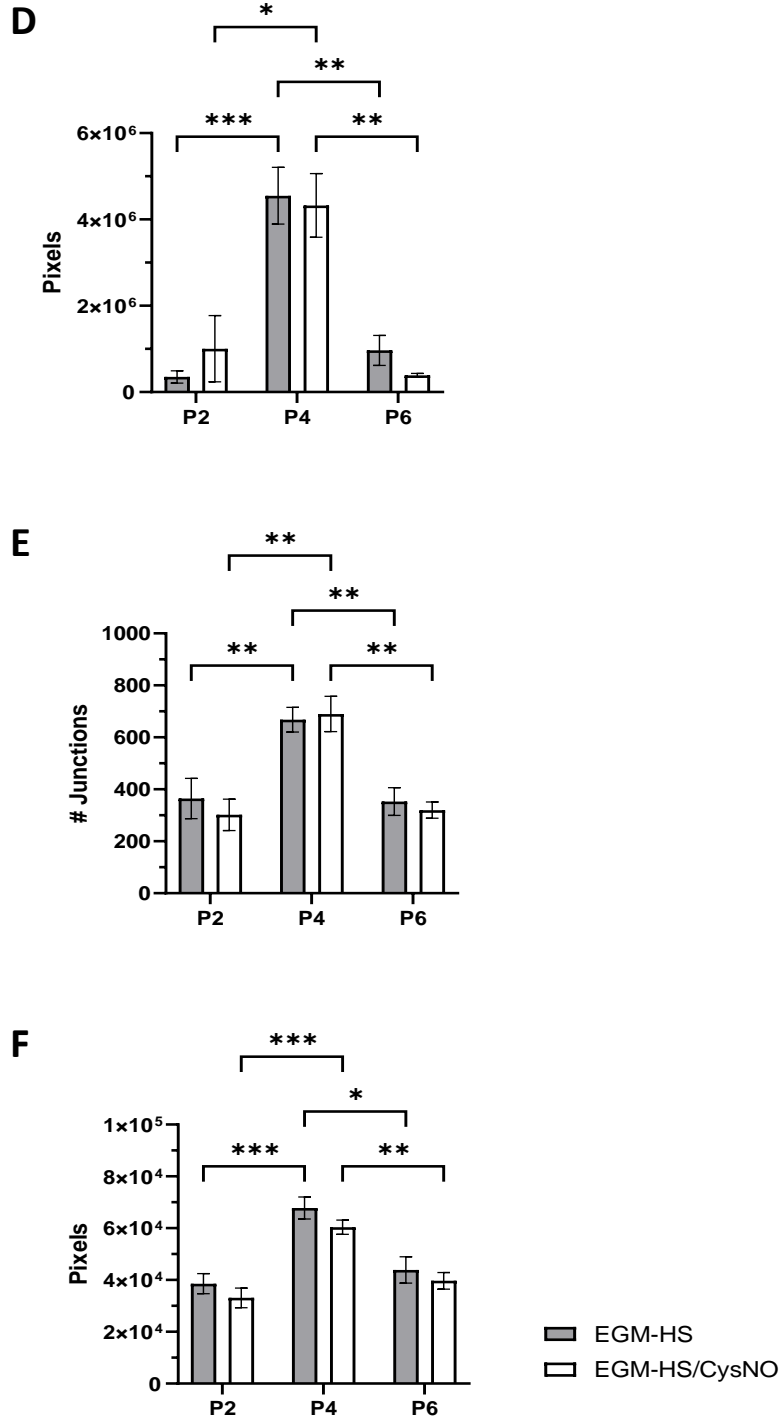 D
*
**
*** **
6×10⁶
4×10⁶
2×10⁶
0
Pixels
P2 P4 P6
E
**
**
** **
1000
800
600
400
200
0
# Junctions
P2 P4 P6
F
***
*
*** **
1×10⁵
8×10⁴
6×10⁴
4×10⁴
2×10⁴
0
Pixels
P2 P4 P6
EGM-HS
EGM-HS/CysNO